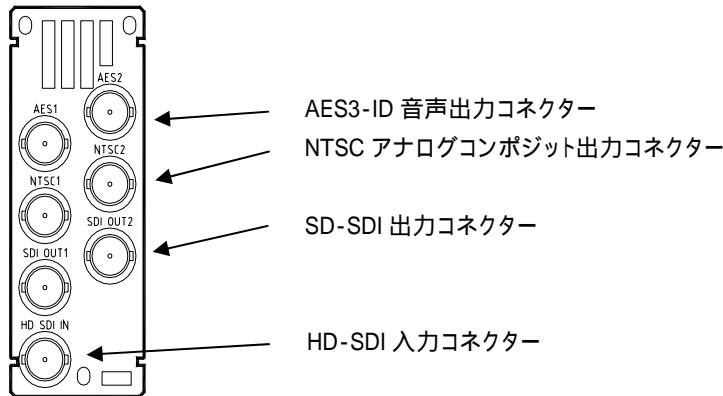 AES2
AES1
NTSC2
NTSC1
SDI OUT2
SDI OUT1
HD SDI IN
AES3-ID 音声出力コネクター
NTSC アナログコンポジット出力コネクター
SD-SDI 出力コネクター
HD-SDI 入力コネクター